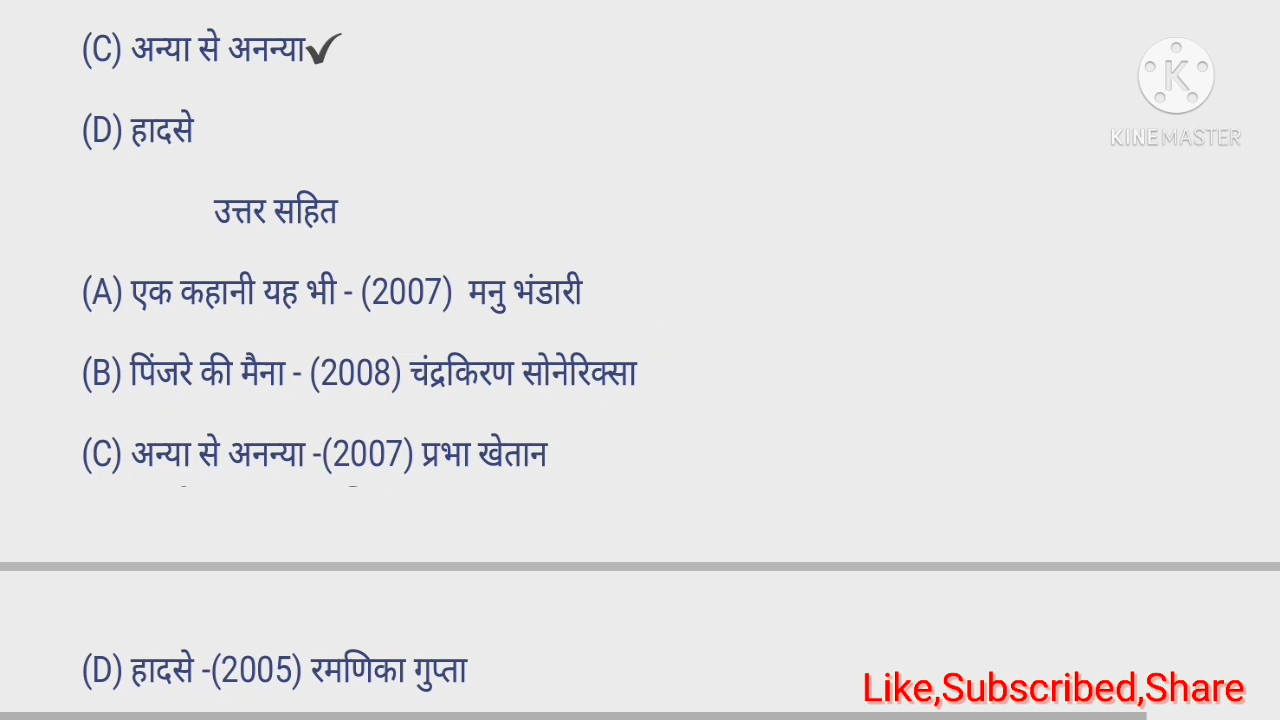 (C) अन्या से अनन्या✓
(D) हादसे
उत्तर सहित
(A) एक कहानी यह भी - (2007) मनु भंडारी
(B) पिंजरे की मैना - (2008) चंद्रकिरण सोनेरिक्सा
(C) अन्या से अनन्या -(2007) प्रभा खेतान
(D) हादसे -(2005) रमणिका गुप्ता
K
KINEMASTER
Like,Subscribed,Share